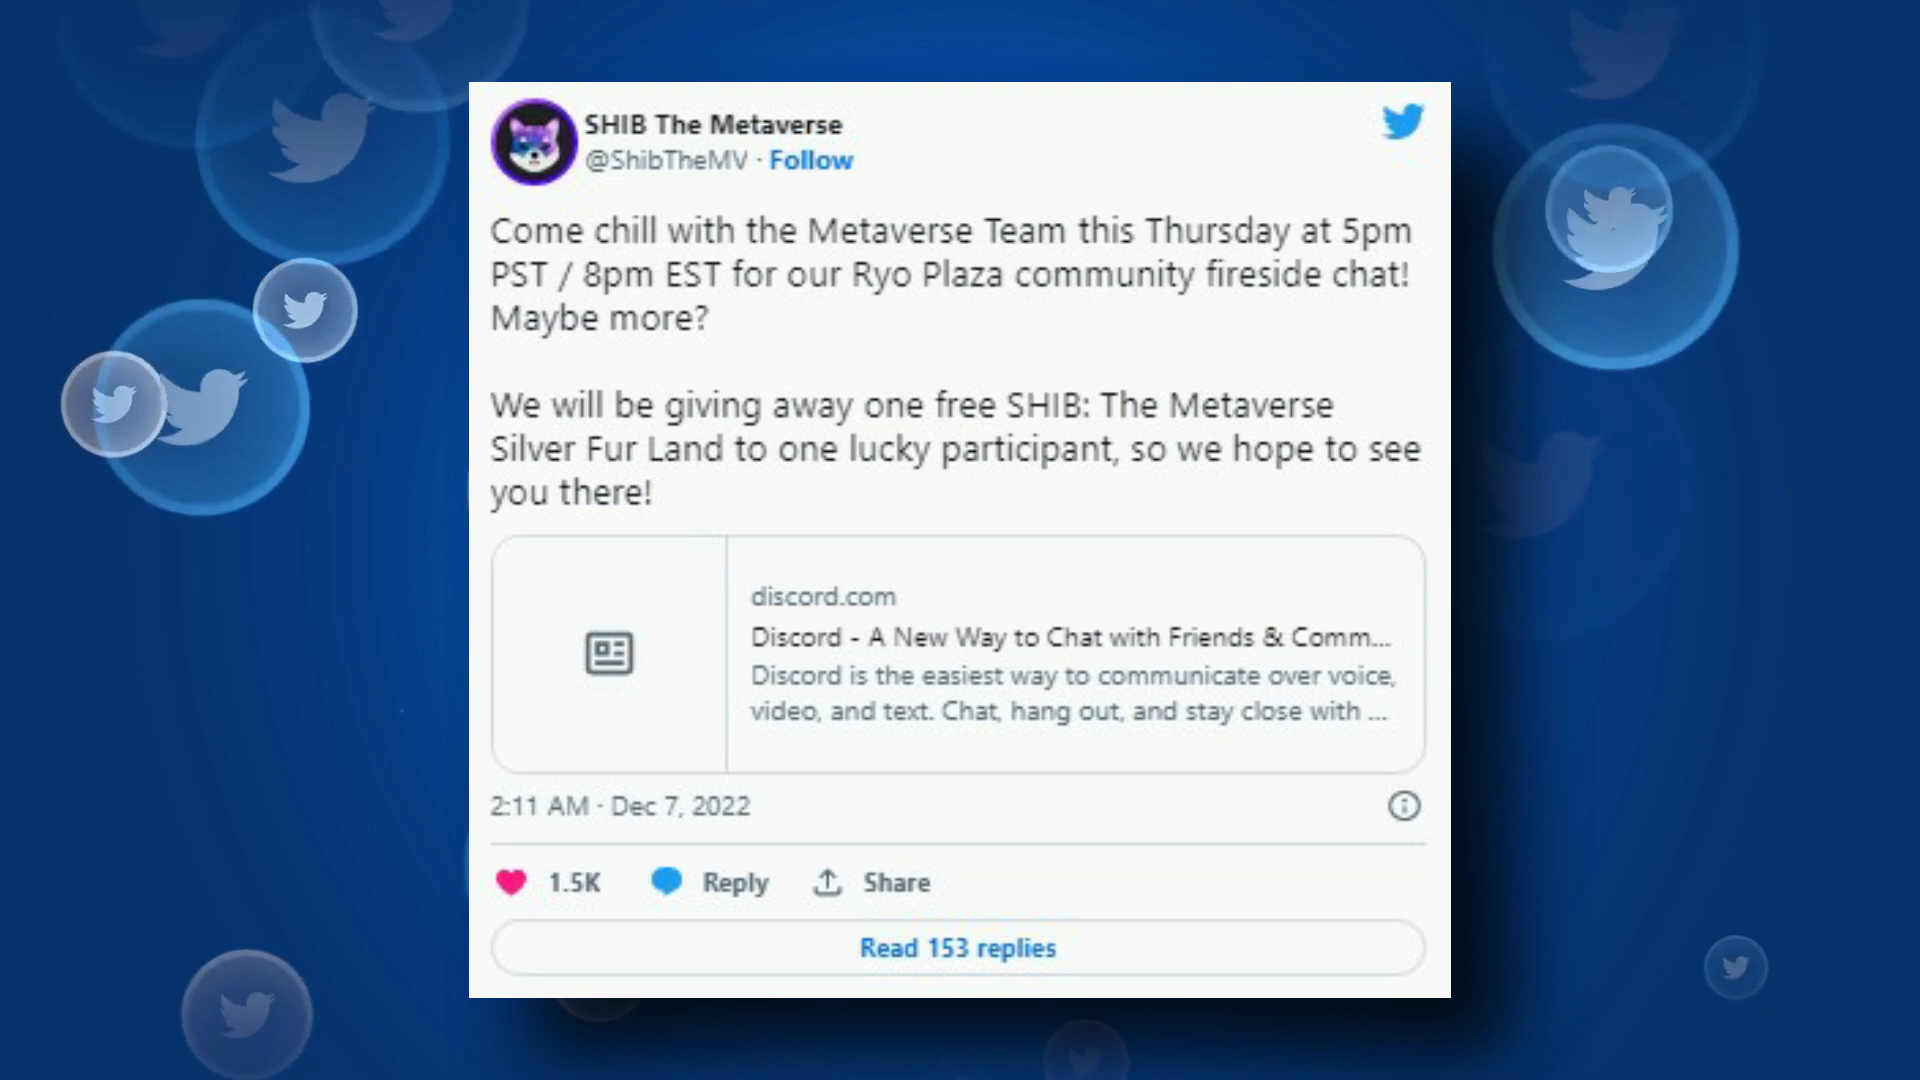 SHIB The Metaverse
@ShibTheMV · Follow
Come chill with the Metaverse Team this Thursday at 5pm
PST / 8pm EST for our Ryo Plaza community fireside chat!
Maybe more?
We will be giving away one free SHIB: The Metaverse
Silver Fur Land to one lucky participant, so we hope to see
you there!
discord.com
Discord - A New Way to Chat with Friends & Comm...
Discord is the easiest way to communicate over voice,
video, and text. Chat, hang out, and stay close with ...
2:11 AM · Dec 7, 2022
1.5K Reply Share
Read 153 replies